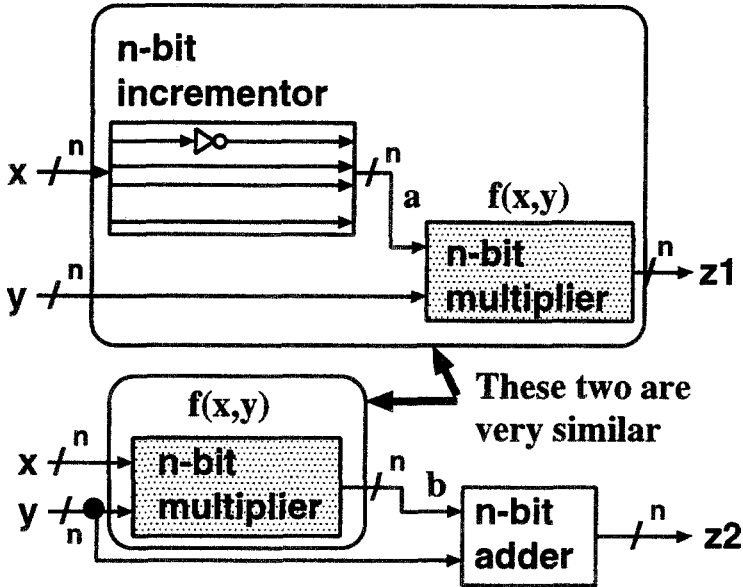 n-bit
incrementor
x
n
n
a
f(x,y)
y
n
n-bit
multiplier
n
z1
These two are
very similar
f(x,y)
x
n
n-bit
multiplier
n
b
y
n
n-bit
adder
n
z2